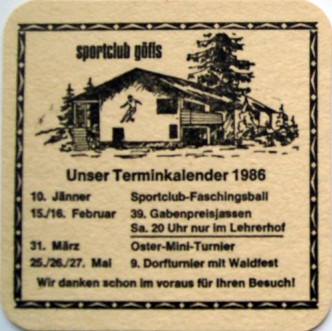 sportclub göfis
Unser Terminkalender 1986
10. Jänner Sportclub-Faschingsball
15./16. Februar 39. Gabenpreisjassen
Sa. 20 Uhr nur im Lehrerhof
31. März Oster-Mini-Turnier
25./26./27. Mai 9. Dorfturnier mit Waldfest
Wir danken schon im voraus für Ihren Besuch!